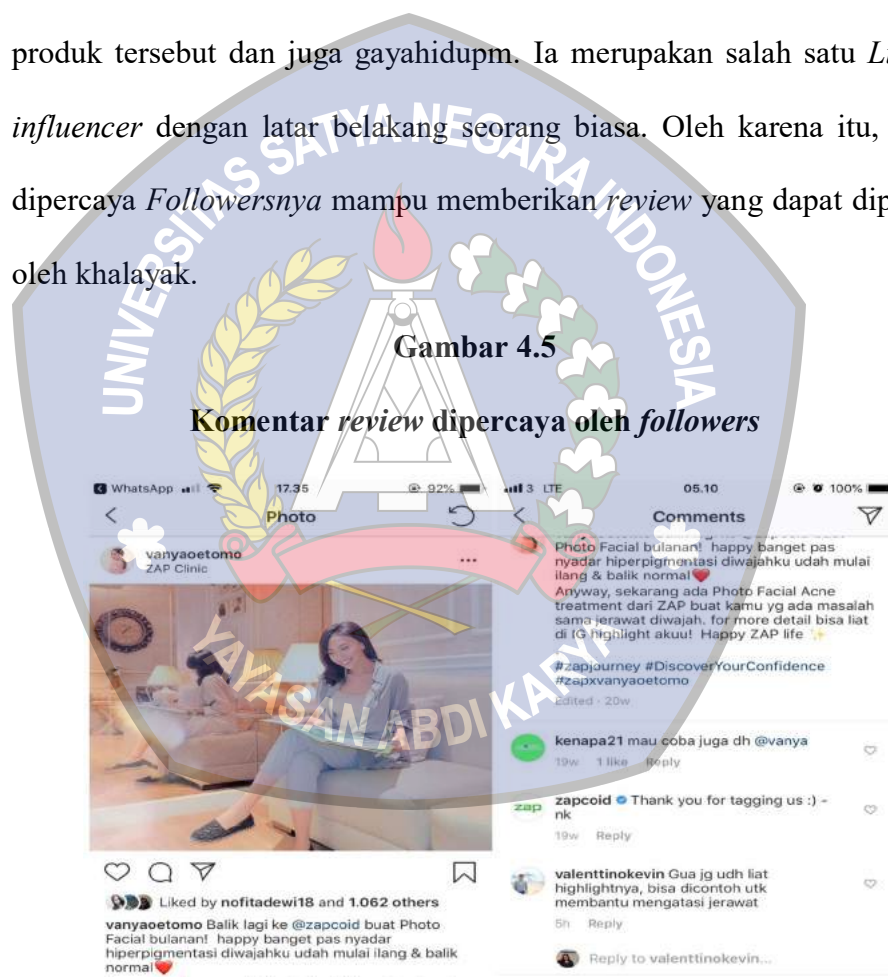 produk tersebut dan juga gayahidupm. Ia merupakan salah satu
influencer dengan latar belakang seorang biasa. Oleh karena itu,
dipercaya Followersnya mampu memberikan review yang dapat
oleh khalayak.
UNIVERSITAS SATYA NEGARA INDONESIA
Gambar 4.5
Komentar review dipercaya oleh followers
YAYASAN ABDI KARYA
WhatsApp 17.35 92%
Photo
vanyaoetomo
ZAP Clinic
Liked by nofitadewi18 and 1.062 others
vanyaoetomo Balik lagi ke @zapcoid buat Photo
Facial bulanan! happy banget pas nyadar
hiperpigmentasi diwajahku udah mulai ilang & balik
normal❤️
3 LTE 05.10 100%
Comments
Photo Facial bulanan! happy banget pas
nyadar hiperpigmentasi diwajahku udah mulai
ilang & balik normal❤️
Anyway, sekarang ada Photo Facial Acne
treatment dari ZAP buat kamu yg ada masalah
sama jerawat diwajah. for more detail bisa liat
di IG highlight akuu! Happy ZAP life ✨
#zapjourney #DiscoverYourConfidence
#zapxvanyaoetomo
Edited · 20w
kenapa21 mau coba juga dh @vanya
19w 1 like Reply
zap
zapcoid Thank you for tagging us :) -
nk
19w Reply
valenttinokevin Gua jg udh liat
highlightnya, bisa dicontoh utk
membantu mengatasi jerawat
5h Reply
Reply to valenttinokevin...